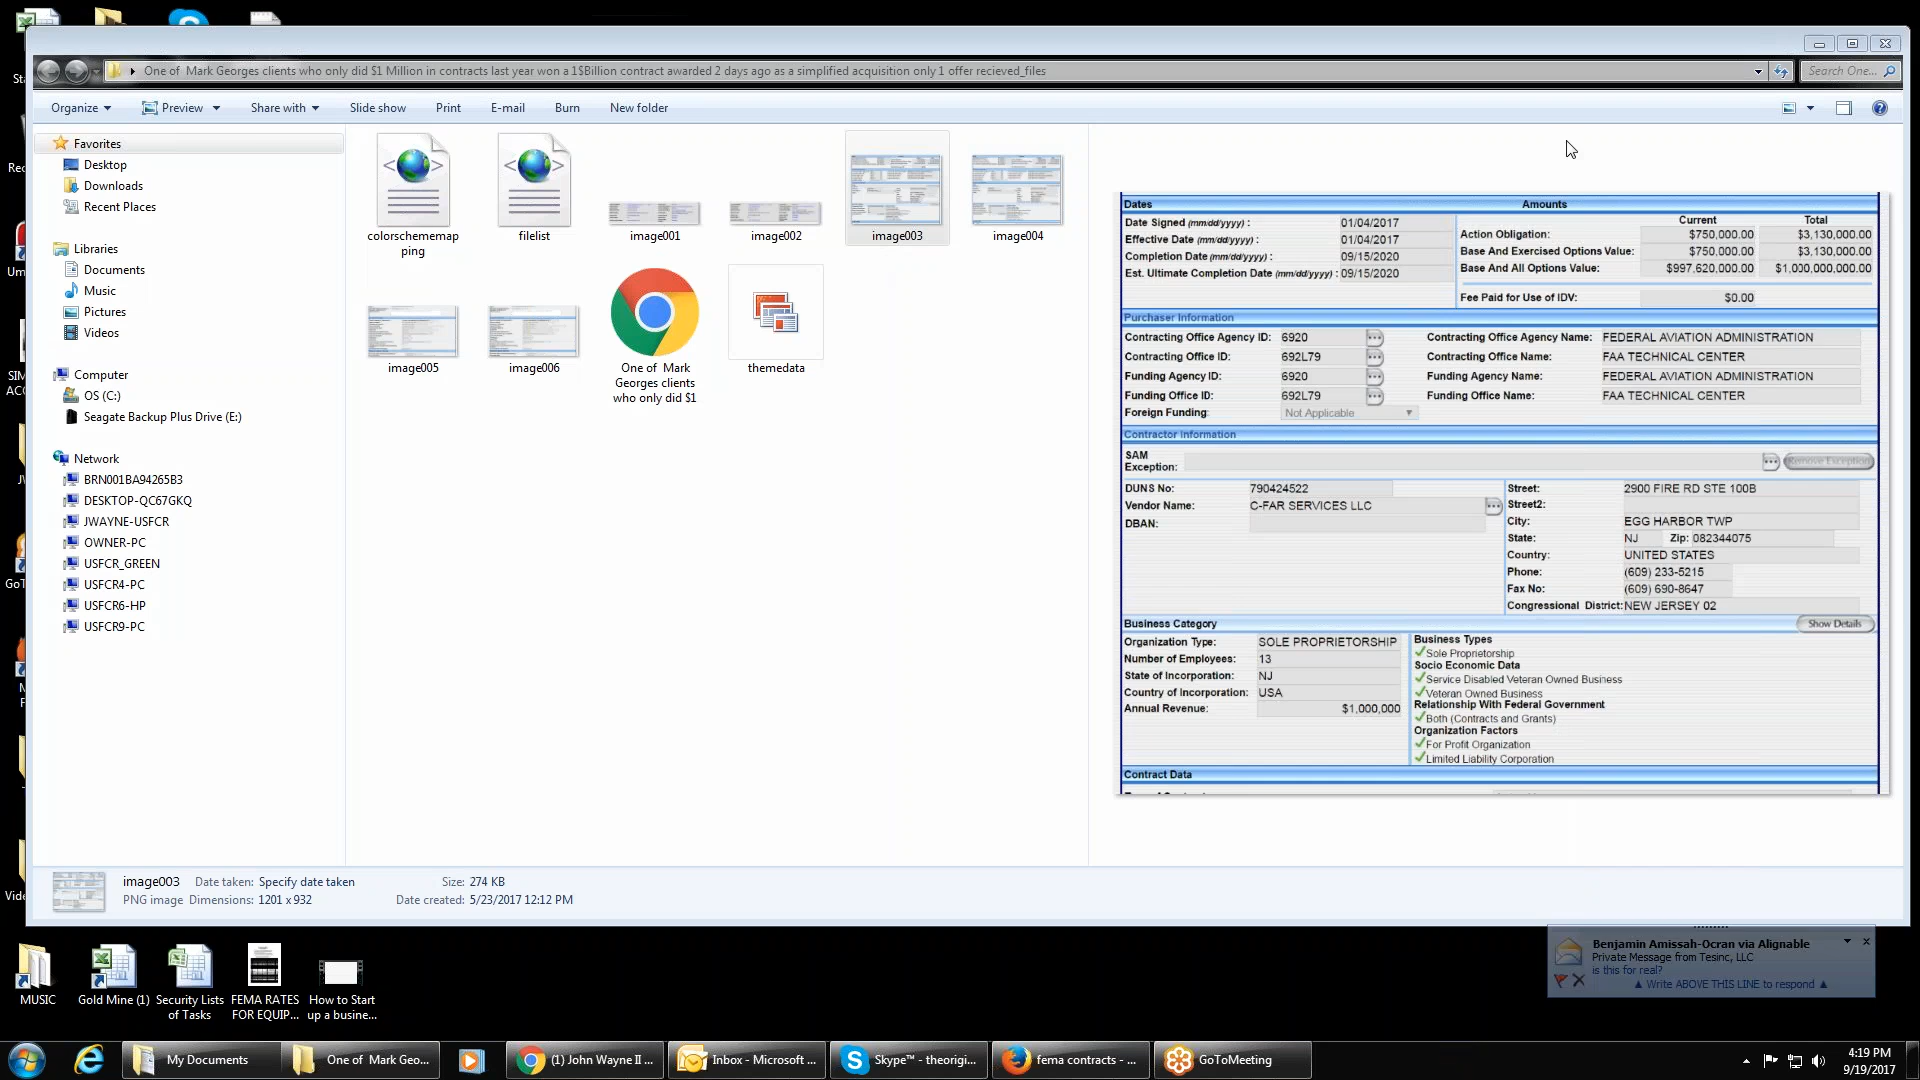 One of  Mark Georges clients who only did $1 Million in contracts last year won a 1$Billion contract awarded 2 days ago as a simplified acquisition only 1 offer recieved_files
Search One...
Organize
Preview
Share with
Slide show
Print
E-mail
Burn
New folder
Favorites
Desktop
Downloads
Recent Places
Libraries
Documents
Music
Pictures
Videos
Computer
OS (C:)
Seagate Backup Plus Drive (E:)
Network
BRN001BA94265B3
DESKTOP-QC67GKQ
JWAYNE-USFCR
OWNER-PC
USFCR_GREEN
USFCR4-PC
USFCR6-HP
USFCR9-PC
colorschememap
ping
filelist
image001
image002
image003
image004
image005
image006
One of  Mark
Georges clients
who only did $1
themedata
Dates
Amounts
Date Signed (mm/dd/yyyy) : 01/04/2017
Effective Date (mm/dd/yyyy) : 01/04/2017
Completion Date (mm/dd/yyyy) : 09/15/2020
Est. Ultimate Completion Date (mm/dd/yyyy) : 09/15/2020
Current Total
Action Obligation: $750,000.00 $3,130,000.00
Base And Exercised Options Value: $750,000.00 $3,130,000.00
Base And All Options Value: $997,620,000.00 $1,000,000,000.00
Fee Paid for Use of IDV: $0.00
Purchaser Information
Contracting Office Agency ID: 6920 Contracting Office Agency Name: FEDERAL AVIATION ADMINISTRATION
Contracting Office ID: 692L79 Contracting Office Name: FAA TECHNICAL CENTER
Funding Agency ID: 6920 Funding Agency Name: FEDERAL AVIATION ADMINISTRATION
Funding Office ID: 692L79 Funding Office Name: FAA TECHNICAL CENTER
Foreign Funding: Not Applicable
Contractor Information
SAM
Exception:
Remove Exception
DUNS No: 790424522
Vendor Name: C-FAR SERVICES LLC
DBAN:
Street: 2900 FIRE RD STE 100B
Street2:
City: EGG HARBOR TWP
State: NJ Zip: 082344075
Country: UNITED STATES
Phone: (609) 233-5215
Fax No: (609) 690-8647
Congressional District: NEW JERSEY 02
Business Category
Show Details
Organization Type: SOLE PROPRIETORSHIP
Number of Employees: 13
State of Incorporation: NJ
Country of Incorporation: USA
Annual Revenue: $1,000,000
Business Types
Sole Proprietorship
Socio Economic Data
Service Disabled Veteran Owned Business
Veteran Owned Business
Relationship With Federal Government
Both (Contracts and Grants)
Organization Factors
For Profit Organization
Limited Liability Corporation
Contract Data
image003 Date taken: Specify date taken Size: 274 KB
PNG image Dimensions: 1201 x 932 Date created: 5/23/2017 12:12 PM
Benjamin Amissah-Ocran via Alignable
Private Message from Tesinc, LLC
is this for real?
▲ Write ABOVE THIS LINE to respond ▲
MUSIC
Gold Mine (1)
Security Lists
of Tasks
FEMA RATES
FOR EQUIP...
How to Start
up a busine...
My Documents
One of  Mark Geo...
(1) John Wayne II ...
Inbox - Microsoft ...
Skype™ - theorigi...
fema contracts - ...
GoToMeeting
4:19 PM
9/19/2017